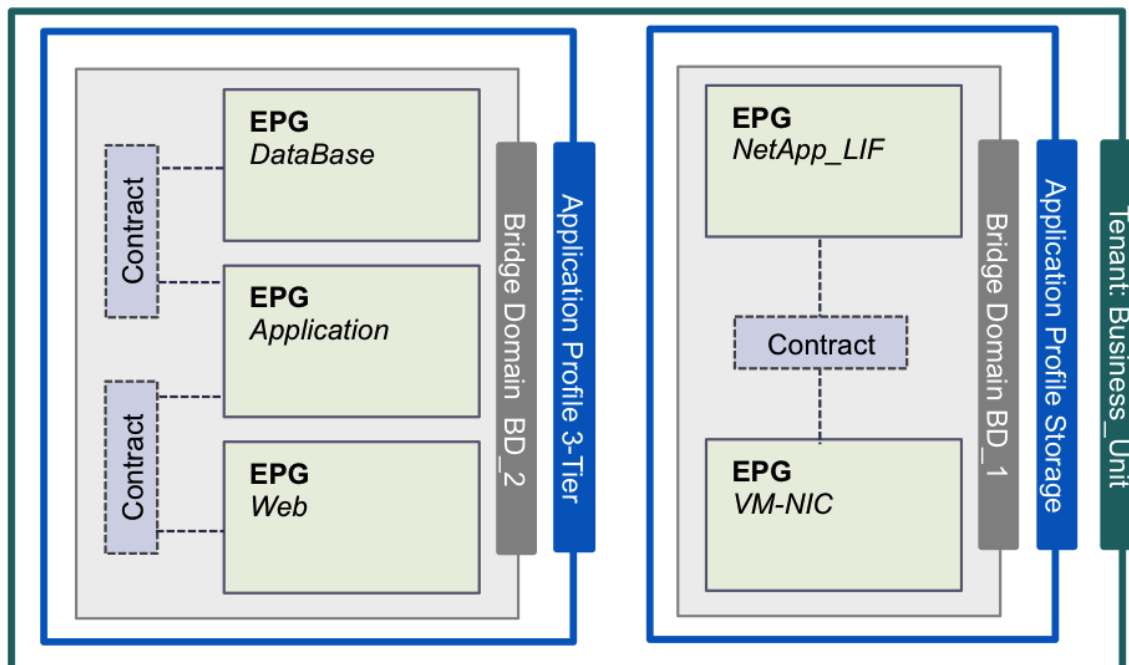 EPG
DataBase
Contract
EPG
Application
Contract
EPG
Web
Bridge Domain BD_2
Application Profile 3-Tier
EPG
NetApp_LIF
Contract
EPG
VM-NIC
Bridge Domain BD_1
Application Profile Storage
Tenant: Business_Unit